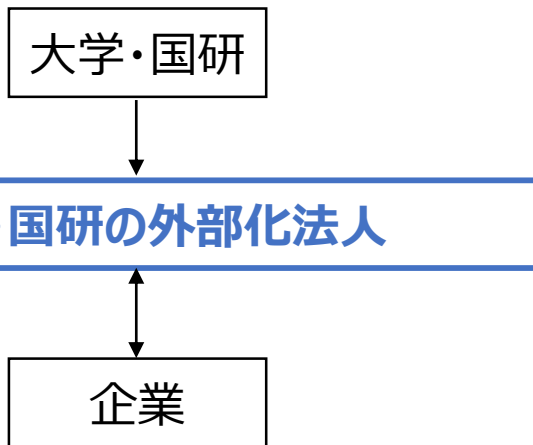 大学・国研
国研の外部化法人
企業